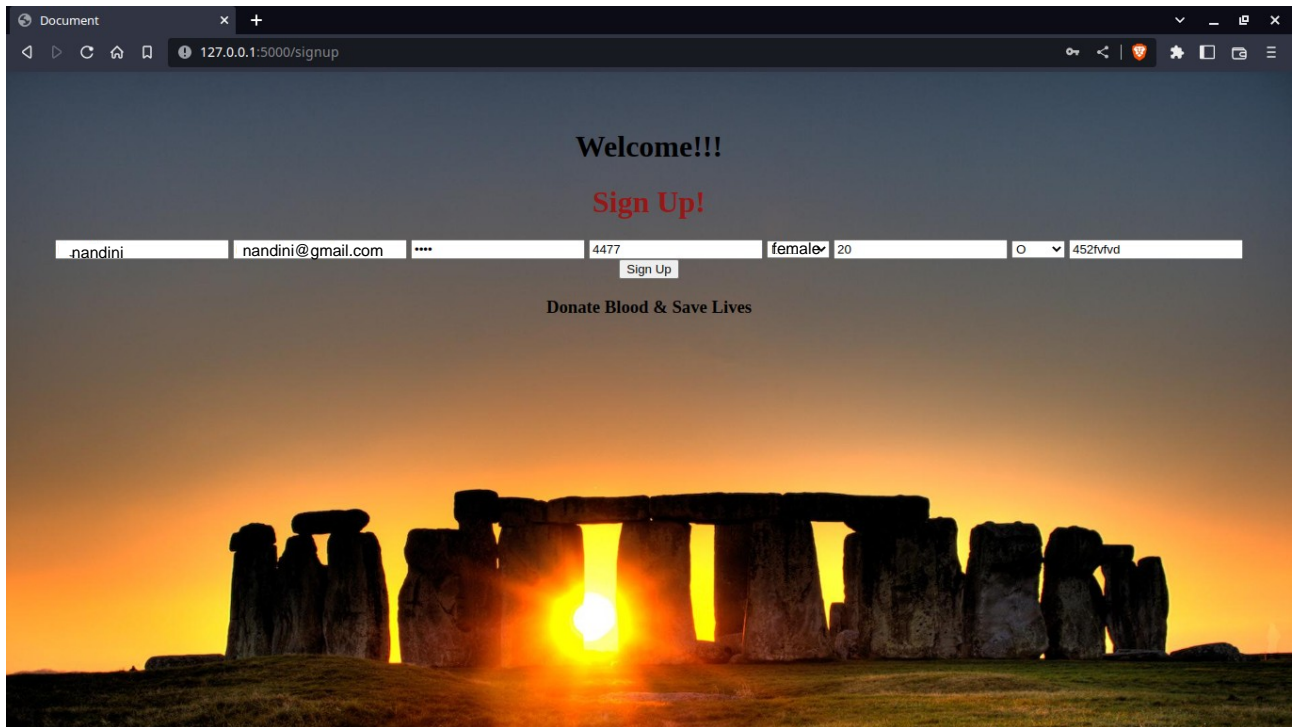 Document
127.0.0.1:5000/signup
Welcome!!!
Sign Up!
nandini nandini@gmail.com •••• 4477 female 20 O 452fvfvd
Sign Up
Donate Blood & Save Lives